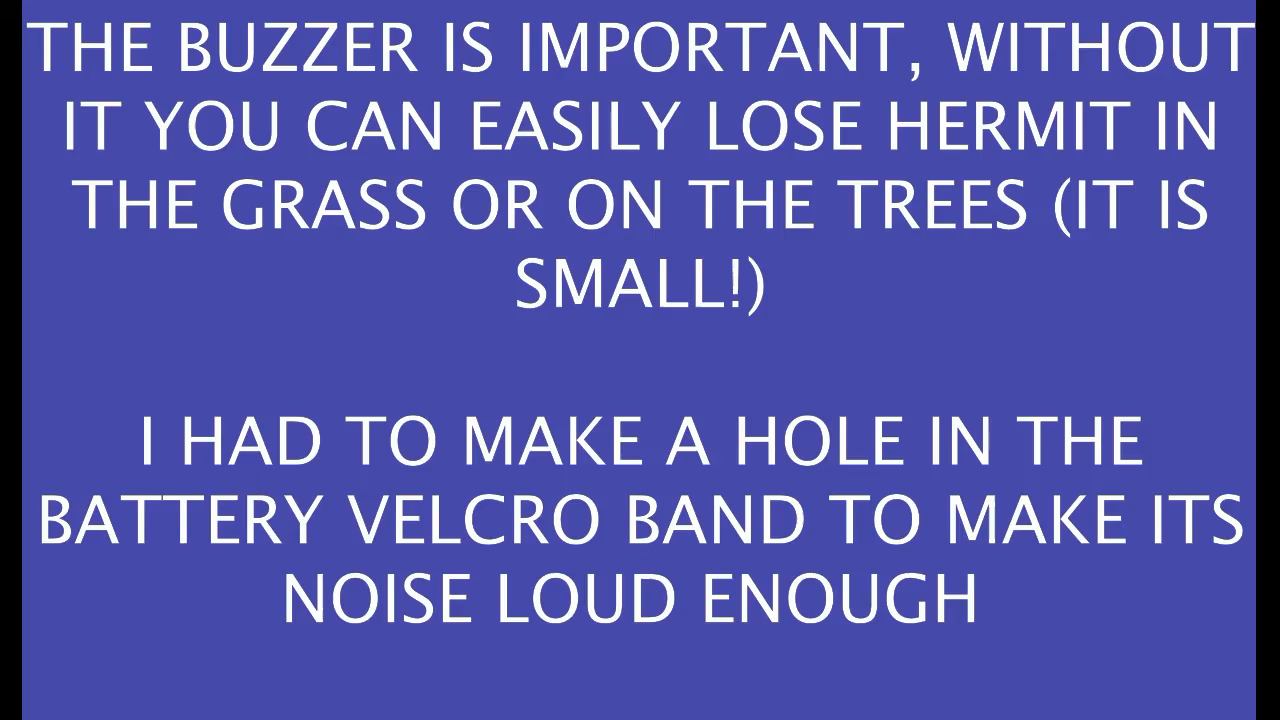 THE BUZZER IS IMPORTANT, WITHOUT
IT YOU CAN EASILY LOSE HERMIT IN
THE GRASS OR ON THE TREES (IT IS
SMALL!)
I HAD TO MAKE A HOLE IN THE
BATTERY VELCRO BAND TO MAKE ITS
NOISE LOUD ENOUGH